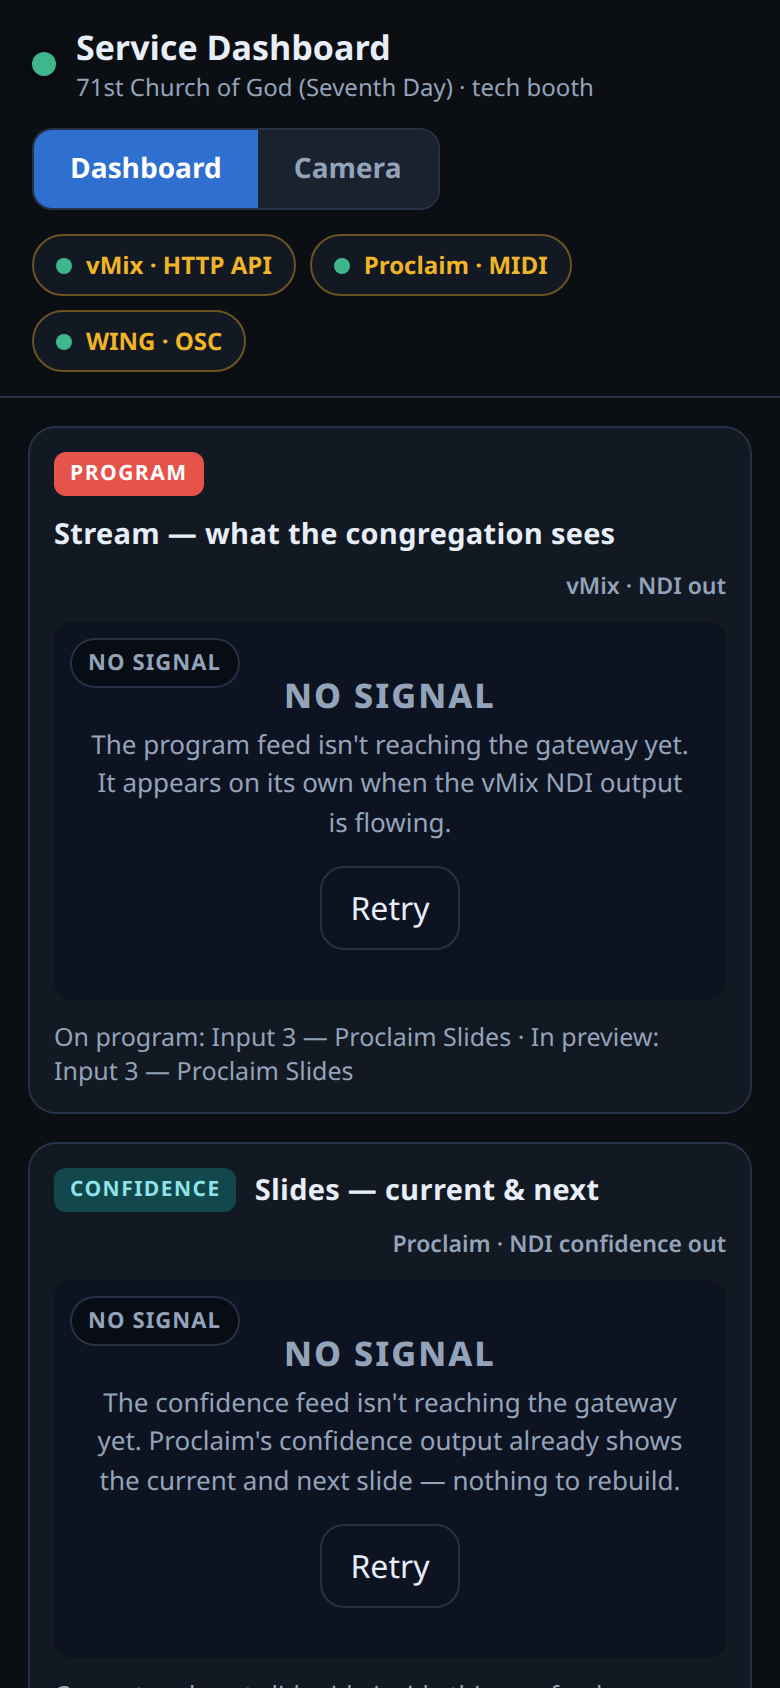 Service Dashboard
71st Church of God (Seventh Day) · tech booth
Dashboard
Camera
vMix · HTTP API
Proclaim · MIDI
WING · OSC
PROGRAM
Stream — what the congregation sees
vMix · NDI out
NO SIGNAL
NO SIGNAL
The program feed isn't reaching the gateway yet.
It appears on its own when the vMix NDI output
is flowing.
Retry
On program: Input 3 — Proclaim Slides · In preview:
Input 3 — Proclaim Slides
CONFIDENCE
Slides — current & next
Proclaim · NDI confidence out
NO SIGNAL
NO SIGNAL
The confidence feed isn't reaching the gateway
yet. Proclaim's confidence output already shows
the current and next slide — nothing to rebuild.
Retry